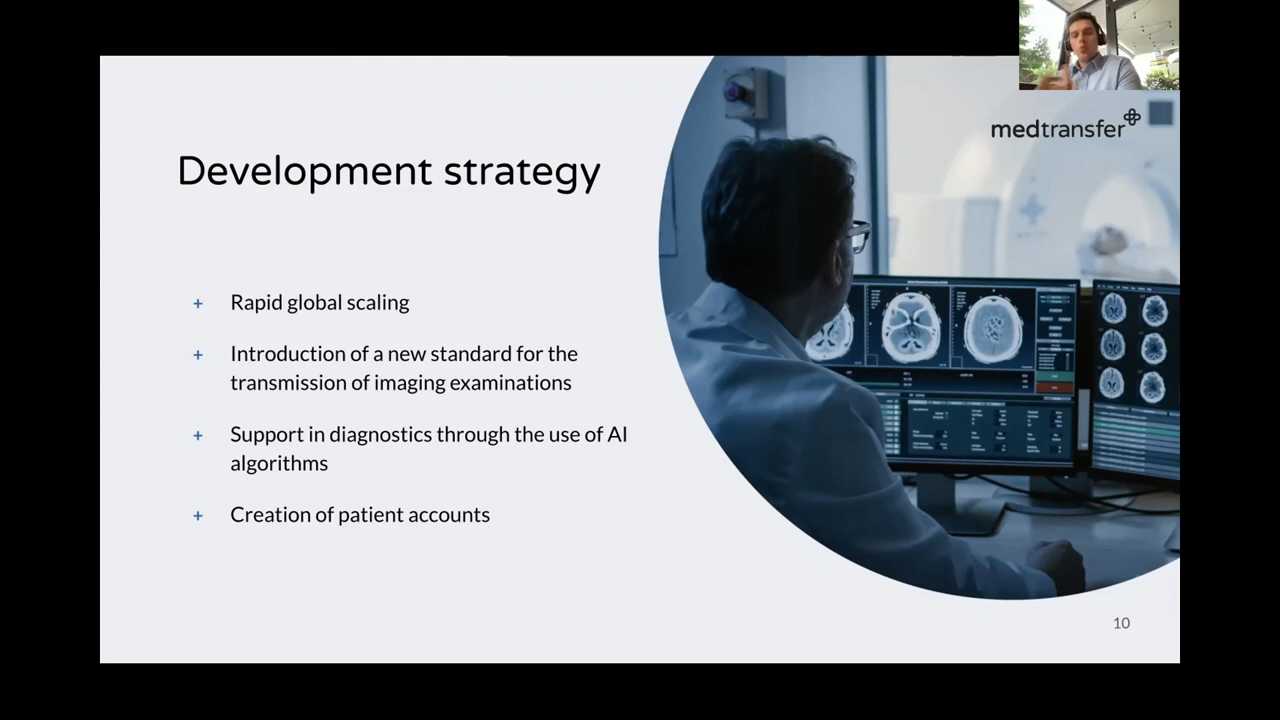 medtransfer
Development strategy
+ Rapid global scaling
+ Introduction of a new standard for the
transmission of imaging examinations
+ Support in diagnostics through the use of AI
algorithms
+ Creation of patient accounts
10